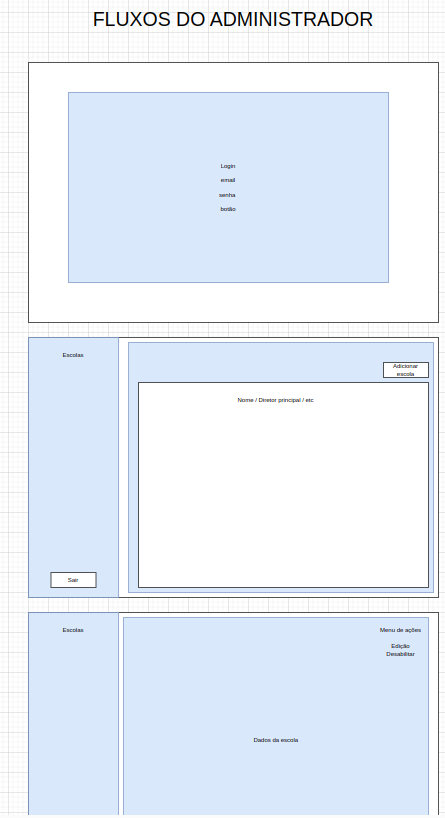 FLUXOS DO ADMINISTRADOR
Login
email
senha
botão
Escolas
Adicionar
escola
Nome / Diretor principal / etc
Sair
Escolas
Menu de ações
Edição
Desabilitar
Dados da escola